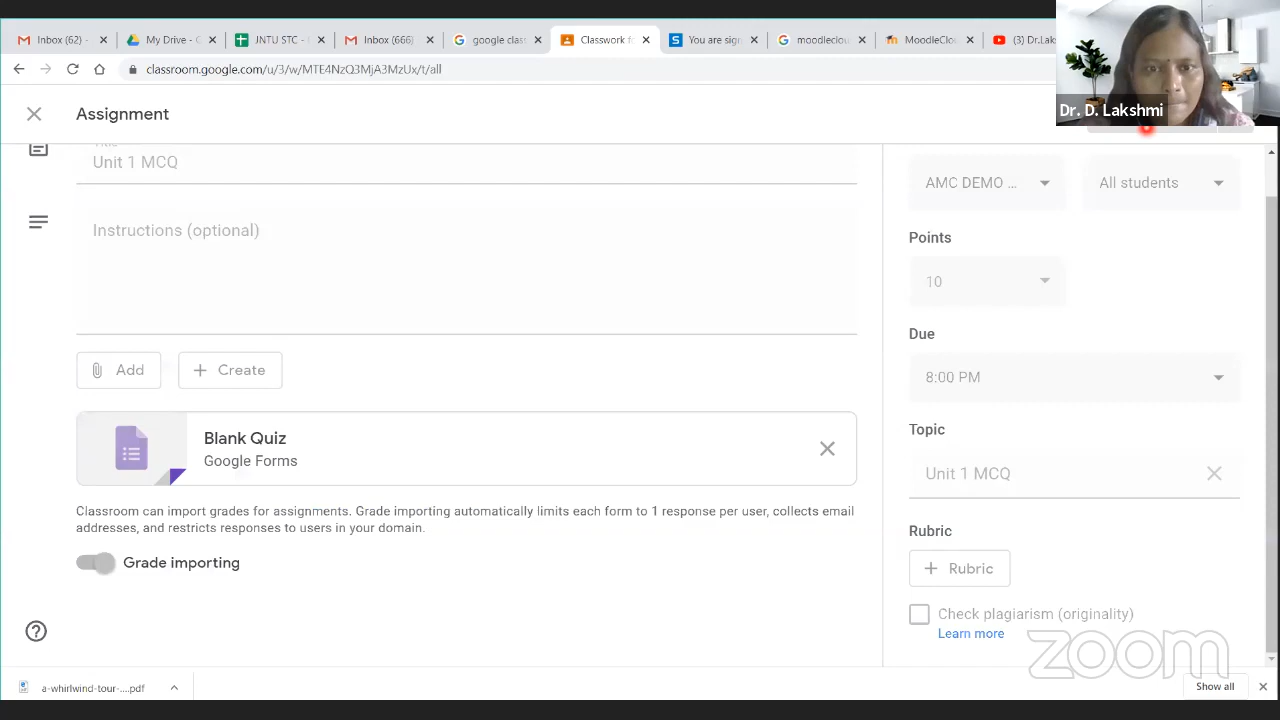 Inbox (62) -
My Drive - G
JNTU STC -
Inbox (666)
google class
Classwork fo
You are sign
moodleclou
MoodleClou
(3) Dr.Lak
classroom.google.com/u/3/w/MTE4NzQ3MjA3MzUx/t/all
Dr. D. Lakshmi
Assignment
Title
Unit 1 MCQ
Instructions (optional)
Add
Create
Blank Quiz
Google Forms
Classroom can import grades for assignments. Grade importing automatically limits each form to 1 response per user, collects email
addresses, and restricts responses to users in your domain.
Grade importing
AMC DEMO ...
All students
Points
10
Due
8:00 PM
Topic
Unit 1 MCQ
Rubric
Rubric
Check plagiarism (originality)
Learn more
zoom
a-whirlwind-tour-....pdf
Show all